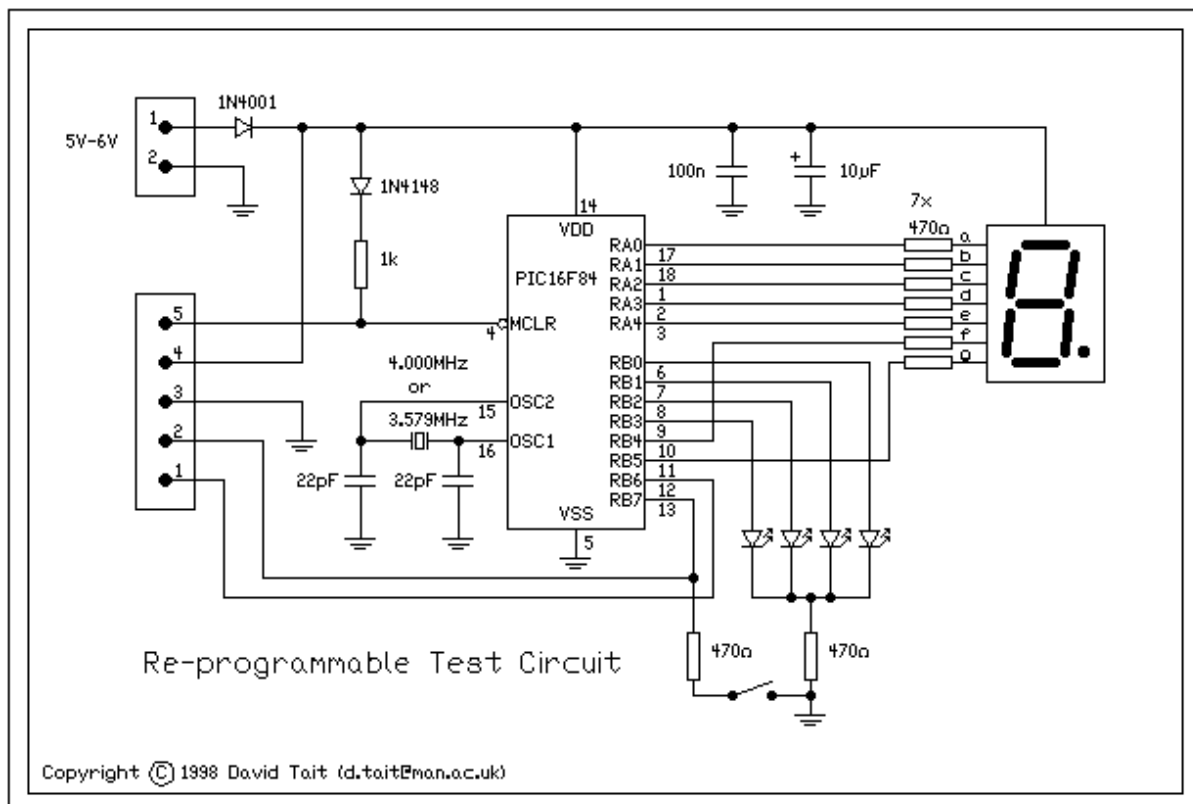 1N4001
5V-6V
1
2
1N4148
1k
100n
+
10µF
7x
470Ω
a
b
c
d
e
f
g
14
VDD
PIC16F84
RA0
17
RA1
18
RA2
1
RA3
2
RA4
3
5
4
3
2
1
4
MCLR
4.000MHz
or
3.579MHz
15
OSC2
16
OSC1
22pF
22pF
RB0
6
RB1
7
RB2
8
RB3
9
RB4
10
RB5
11
RB6
12
RB7
13
VSS
5
470Ω
470Ω
Re-programmable Test Circuit
Copyright © 1998 David Tait (d.tait@man.ac.uk)